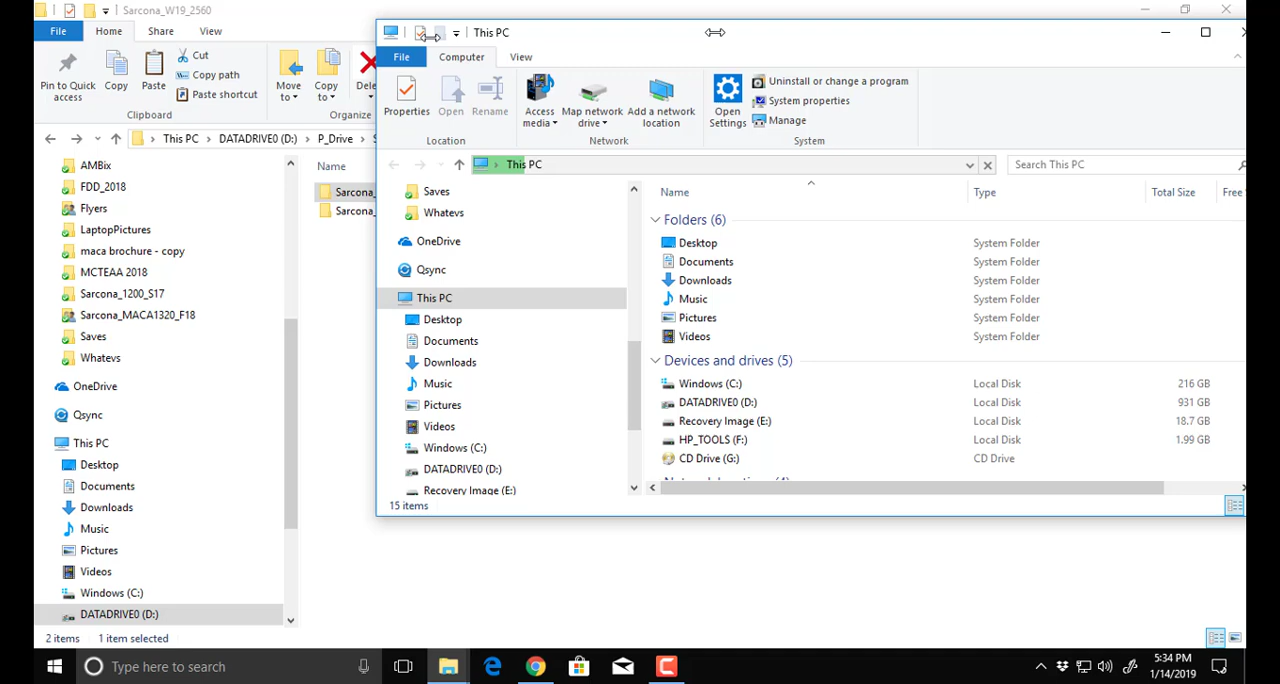 Sarcona_W19_2560
File
Home
Share
View
Pin to Quick
access
Copy
Paste
Cut
Copy path
Paste shortcut
Move
to
Copy
to
Dele
Clipboard
Organize
This PC
DATADRIVE0 (D:)
P_Drive
AMBix
FDD_2018
Flyers
LaptopPictures
maca brochure - copy
MCTEAA 2018
Sarcona_1200_S17
Sarcona_MACA1320_F18
Saves
Whatevs
OneDrive
Qsync
This PC
Desktop
Documents
Downloads
Music
Pictures
Videos
Windows (C:)
DATADRIVE0 (D:)
Name
Sarcona_
Sarcona_
2 items
1 item selected
This PC
File
Computer
View
Properties
Open
Rename
Access
media
Map network
drive
Add a network
location
Open
Settings
Uninstall or change a program
System properties
Manage
Location
Network
System
This PC
Search This PC
Saves
Whatevs
OneDrive
Qsync
This PC
Desktop
Documents
Downloads
Music
Pictures
Videos
Windows (C:)
DATADRIVE0 (D:)
Recovery Image (E:)
Name
Type
Total Size
Free
Folders (6)
Desktop System Folder
Documents System Folder
Downloads System Folder
Music System Folder
Pictures System Folder
Videos System Folder
Devices and drives (5)
Windows (C:) Local Disk 216 GB
DATADRIVE0 (D:) Local Disk 931 GB
Recovery Image (E:) Local Disk 18.7 GB
HP_TOOLS (F:) Local Disk 1.99 GB
CD Drive (G:) CD Drive
15 items
Type here to search
5:34 PM
1/14/2019